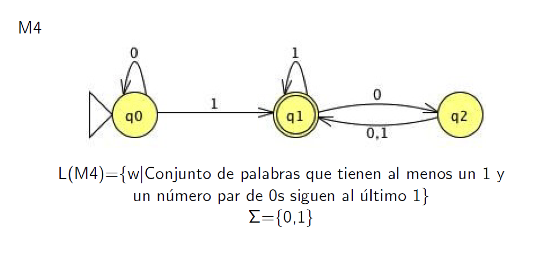 M4
0
1
1
0
q0
q1
q2
0,1
L(M4)={w|Conjunto de palabras que tienen al menos un 1 y
un número par de 0s siguen al último 1}
Σ={0,1}